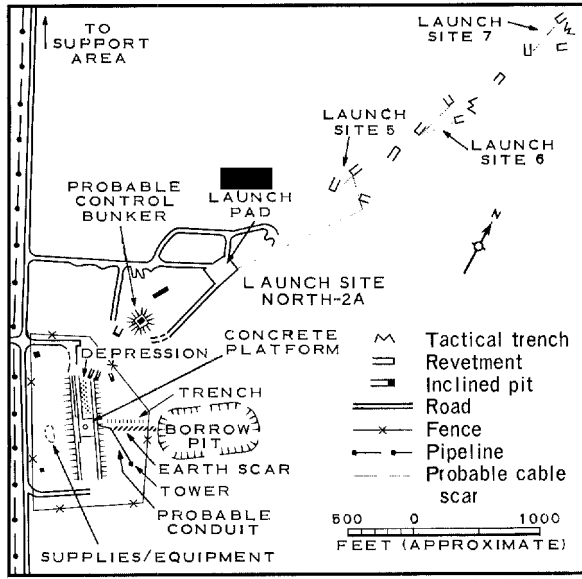 TO
SUPPORT
AREA
LAUNCH
SITE 7
LAUNCH
SITE 5
LAUNCH
SITE 6
PROBABLE
CONTROL
BUNKER
LAUNCH
PAD
N
LAUNCH SITE
NORTH-2A
CONCRETE
PLATFORM
DEPRESSION
TRENCH
BORROW
PIT
EARTH SCAR
TOWER
PROBABLE
CONDUIT
SUPPLIES/EQUIPMENT
Tactical trench
Revetment
Inclined pit
Road
Fence
Pipeline
Probable cable
scar
500 0 1000
FEET (APPROXIMATE)